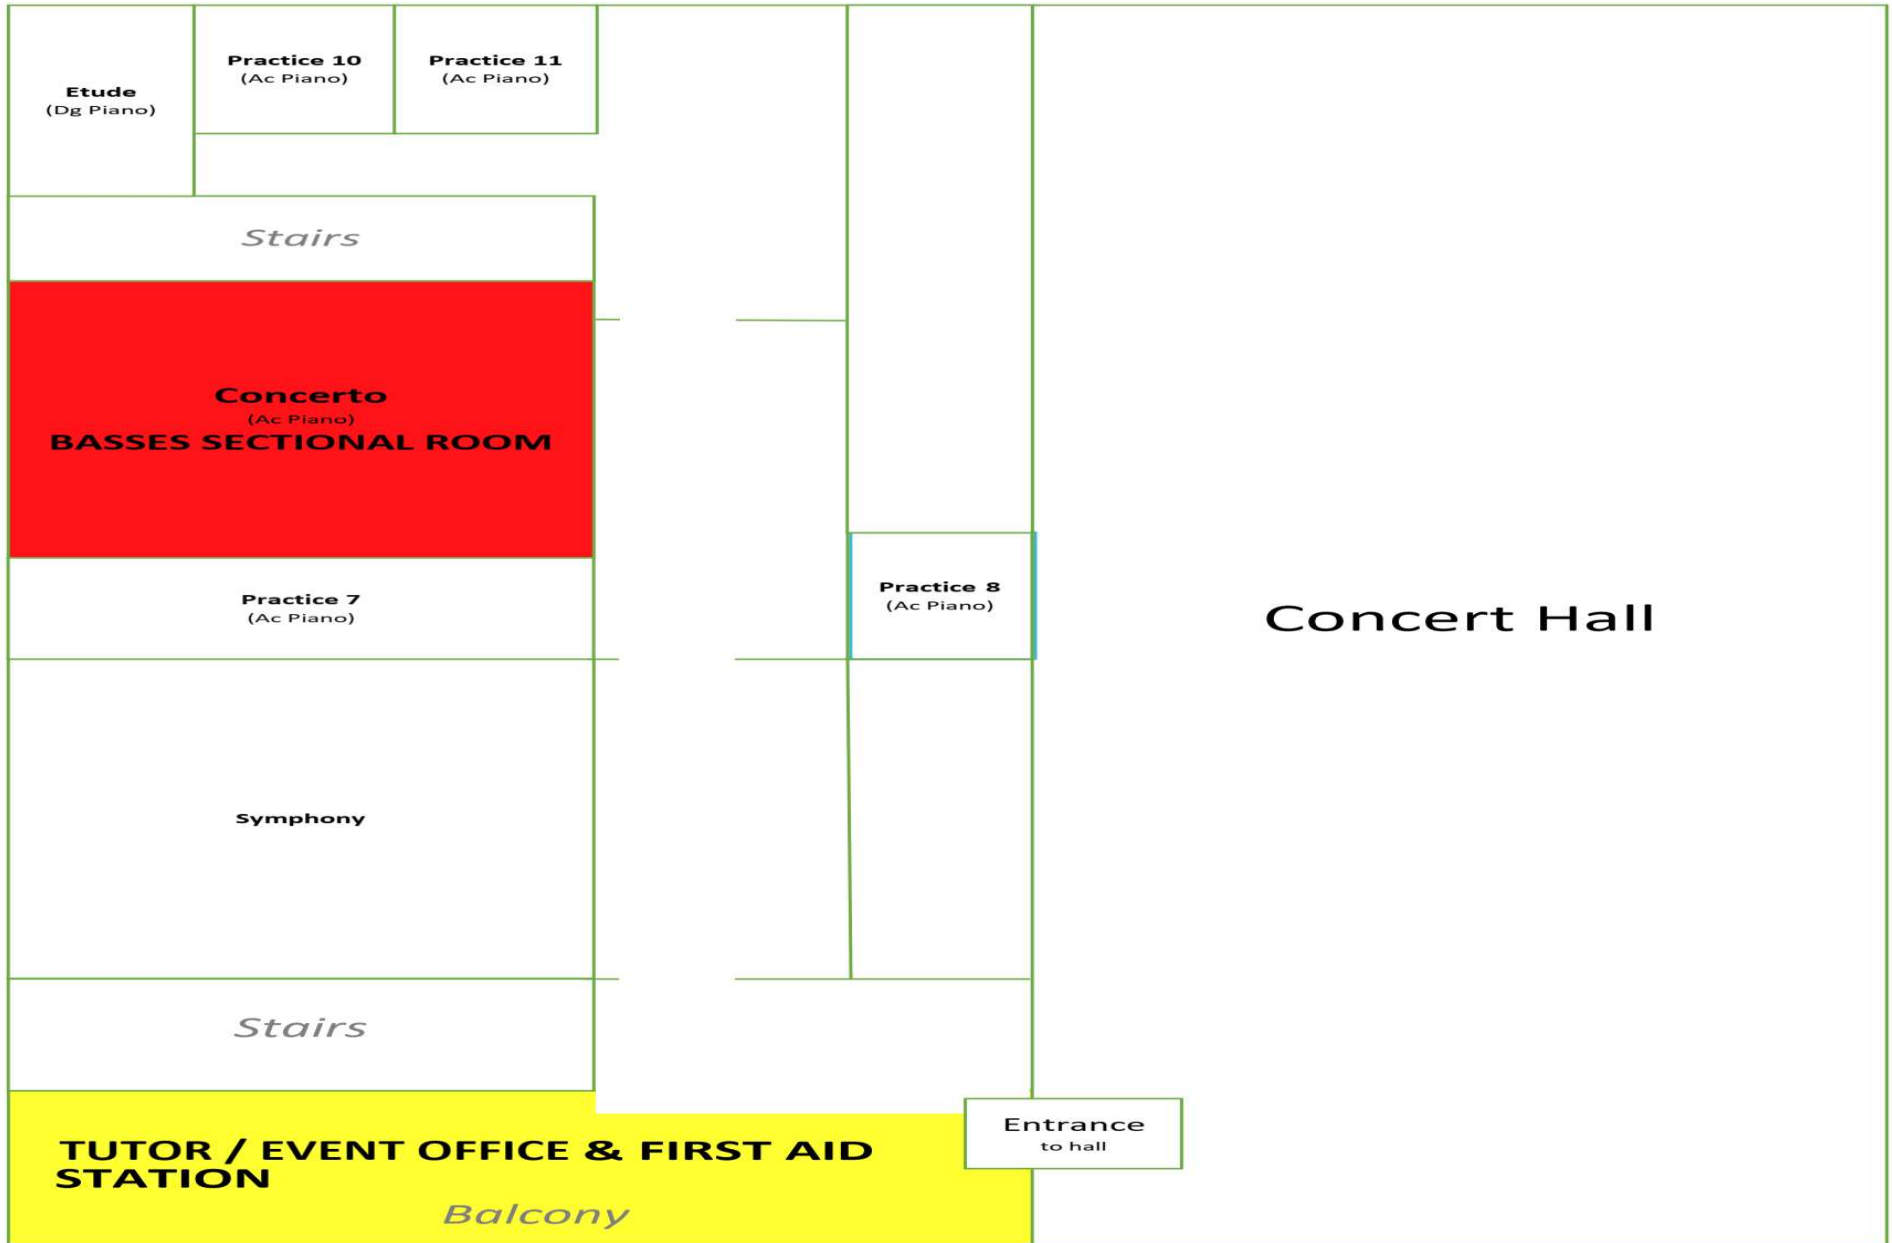 Etude
(Dg Piano)
Practice 10
(Ac Piano)
Practice 11
(Ac Piano)
Stairs
Concerto
(Ac Piano)
BASSES SECTIONAL ROOM
Practice 7
(Ac Piano)
Practice 8
(Ac Piano)
Concert Hall
Symphony
Stairs
Entrance
to hall
TUTOR / EVENT OFFICE & FIRST AID
STATION
Balcony